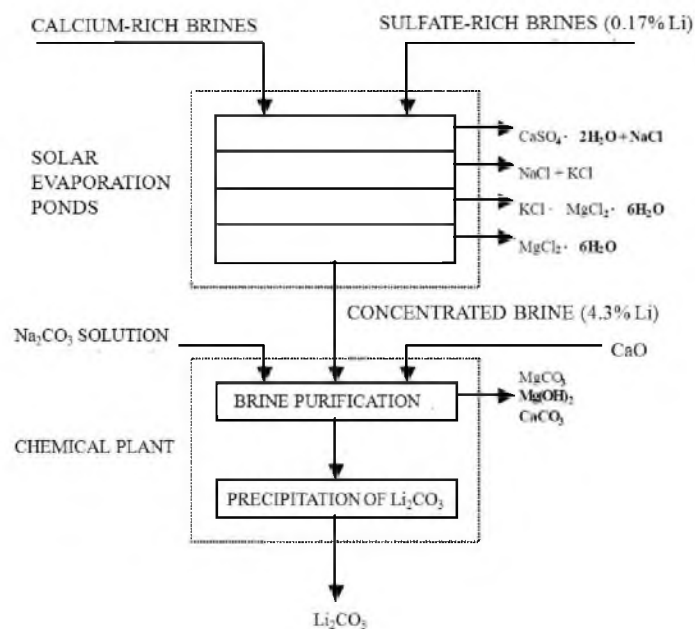 CALCIUM-RICH BRINES
SULFATE-RICH BRINES (0.17% Li)
SOLAR
EVAPORATION
PONDS
CaSO₄· 2H₂O + NaCl
NaCl + KCl
KCl · MgCl₂· 6H₂O
MgCl₂· 6H₂O
CONCENTRATED BRINE (4.3% Li)
Na₂CO₃ SOLUTION
CaO
BRINE PURIFICATION
MgCO₃
Mg(OH)₂
CaCO₃
CHEMICAL PLANT
PRECIPITATION OF Li₂CO₃
Li₂CO₃